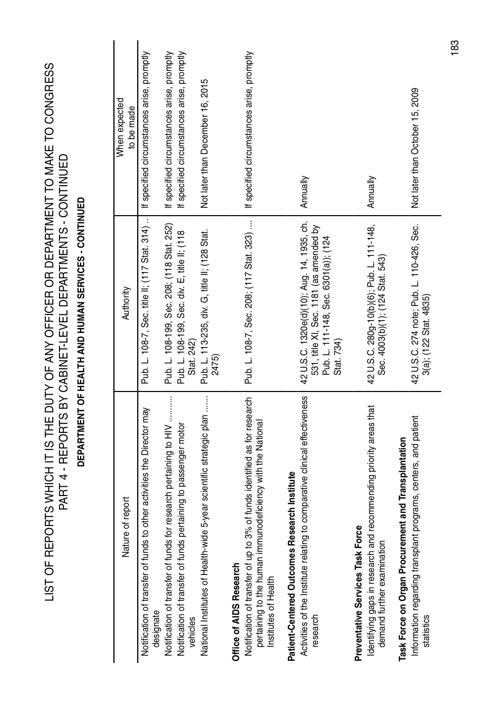 LIST OF REPORTS WHICH IT IS THE DUTY OF ANY OFFICER OR DEPARTMENT TO MAKE TO CONGRESS
PART 4 - REPORTS BY CABINET-LEVEL DEPARTMENTS - CONTINUED
DEPARTMENT OF HEALTH AND HUMAN SERVICES - CONTINUED
Nature of report Authority When expected
to be made
Notification of transfer of funds to other activities the Director may
designate
Pub. L. 108-7, Sec. title II; (117 Stat. 314) .. If specified circumstances arise, promptly
Notification of transfer of funds for research pertaining to HIV .......... Pub. L. 108-199, Sec. 208; (118 Stat. 252) If specified circumstances arise, promptly
Notification of transfer of funds pertaining to passenger motor
vehicles
Pub. L. 108-199, Sec. div. E, title II; (118
Stat. 242)
If specified circumstances arise, promptly
National Institutes of Health-wide 5-year scientific strategic plan ....... Pub. L. 113-235, div. G, title II; (128 Stat.
2475)
Not later than December 16, 2015
Office of AIDS Research
Notification of transfer of up to 3% of funds identified as for research
pertaining to the human immunodeficiency with the National
Institutes of Health
Pub. L. 108-7, Sec. 208; (117 Stat. 323) .... If specified circumstances arise, promptly
Patient-Centered Outcomes Research Institute
Activities of the Institute relating to comparative clinical effectiveness
research
42 U.S.C. 1320e(d)(10); Aug. 14, 1935, ch.
531, title XI, Sec. 1181 (as amended by
Pub. L. 111-148, Sec. 6301(a)); (124
Stat. 734)
Annually
Preventative Services Task Force
Identifying gaps in research and recommending priority areas that
demand further examination
42 U.S.C. 280g-10(b)(6); Pub. L. 111-148,
Sec. 4003(b)(1); (124 Stat. 543)
Annually
Task Force on Organ Procurement and Transplantation
Information regarding transplant programs, centers, and patient
statistics
42 U.S.C. 274 note; Pub. L. 110-426, Sec.
3(a); (122 Stat. 4835)
Not later than October 15, 2009
183